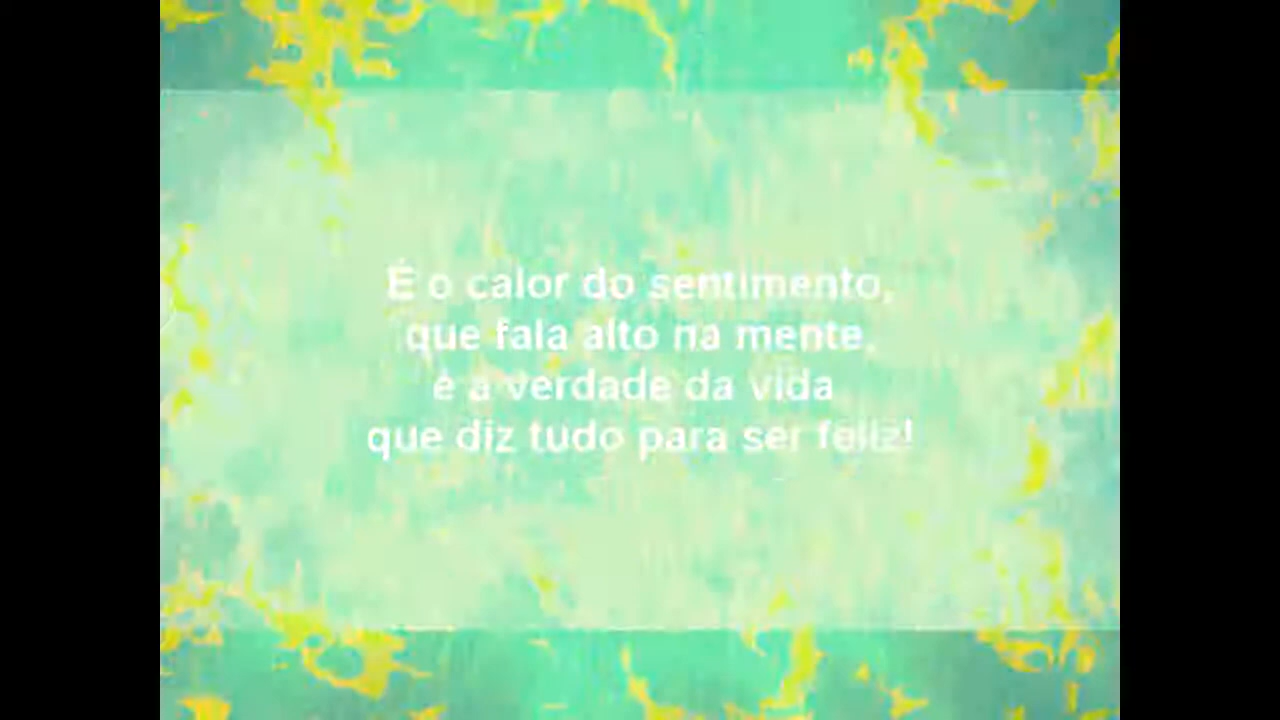 É o calor do sentimento,
que fala alto na mente,
é a verdade da vida
que diz tudo para ser feliz!